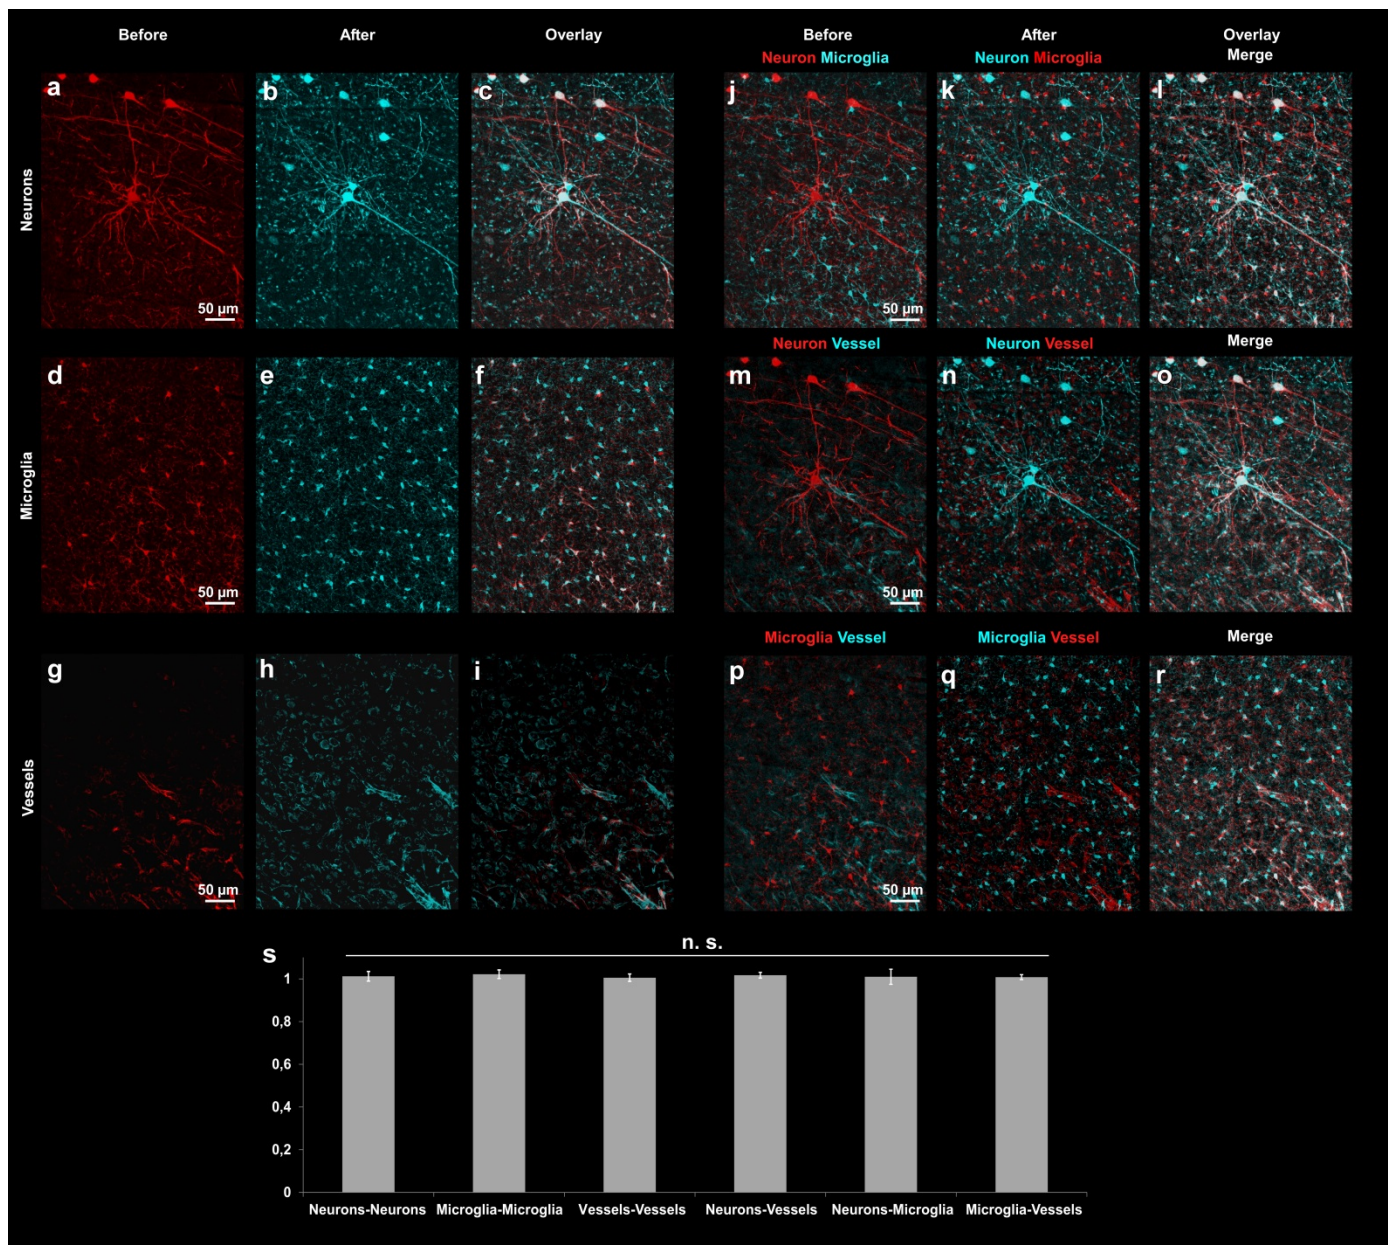 Before After Overlay Before After Overlay
Neuron Microglia Neuron Microglia Merge
Neurons
a b c j k l
50 µm 50 µm
Neuron Vessel Neuron Vessel Merge
Microglia
d e f m n o
50 µm 50 µm
Microglia Vessel Microglia Vessel Merge
Vessels
g h i p q r
50 µm 50 µm
s
n. s.
1
0,8
0,6
0,4
0,2
0
Neurons-Neurons Microglia-Microglia Vessels-Vessels Neurons-Vessels Neurons-Microglia Microglia-Vessels